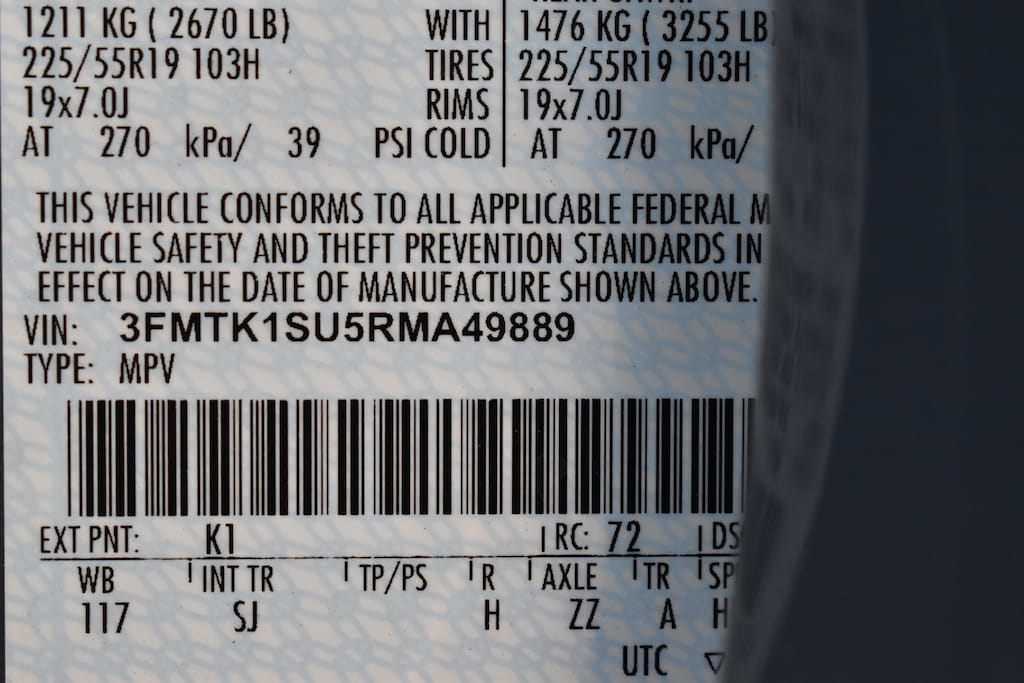 1211 KG ( 2670 LB) WITH 1476 KG ( 3255 LB)
225/55R19 103H TIRES 225/55R19 103H
19x7.0J RIMS 19x7.0J
AT 270 kPa/ 39 PSI COLD AT 270 kPa/
THIS VEHICLE CONFORMS TO ALL APPLICABLE FEDERAL M
VEHICLE SAFETY AND THEFT PREVENTION STANDARDS IN
EFFECT ON THE DATE OF MANUFACTURE SHOWN ABOVE.
VIN: 3FMTK1SU5RMA49889
TYPE: MPV
EXT PNT: K1 RC: 72 DS
WB INT TR TP/PS R AXLE TR SP
117 SJ H ZZ A H
UTC